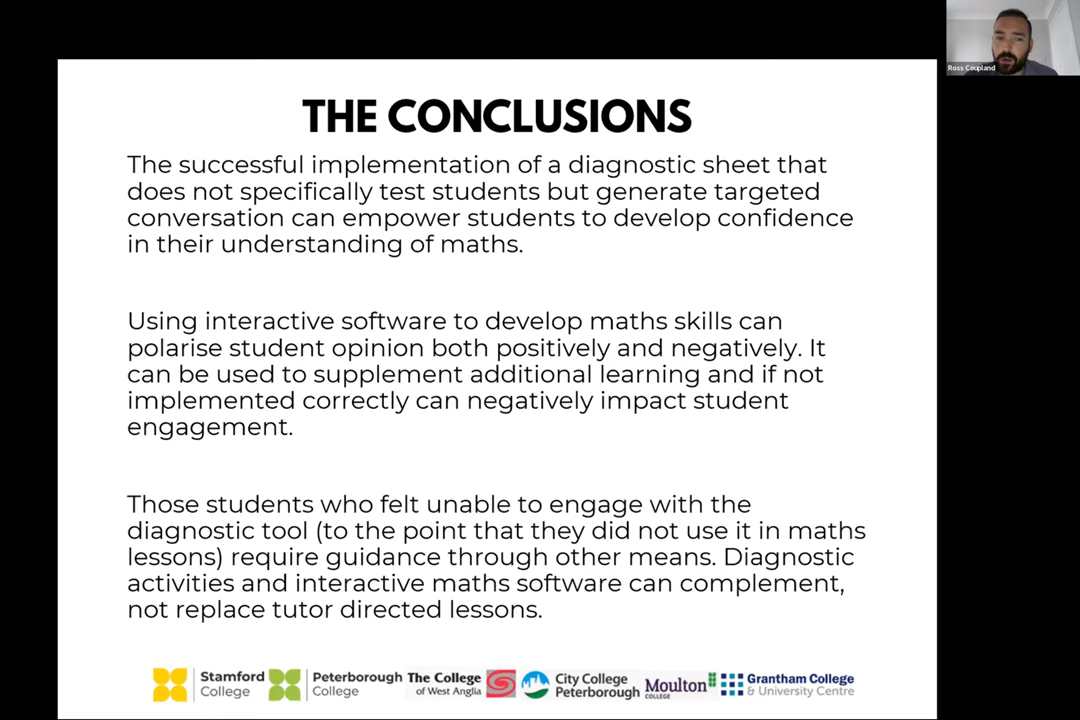 Ross Coupland
THE CONCLUSIONS
The successful implementation of a diagnostic sheet that
does not specifically test students but generate targeted
conversation can empower students to develop confidence
in their understanding of maths.
Using interactive software to develop maths skills can
polarise student opinion both positively and negatively. It
can be used to supplement additional learning and if not
implemented correctly can negatively impact student
engagement.
Those students who felt unable to engage with the
diagnostic tool (to the point that they did not use it in maths
lessons) require guidance through other means. Diagnostic
activities and interactive maths software can complement,
not replace tutor directed lessons.
Stamford
College
Peterborough
College
The College
of West Anglia
City College
Peterborough
Moulton
COLLEGE
Grantham College
& University Centre